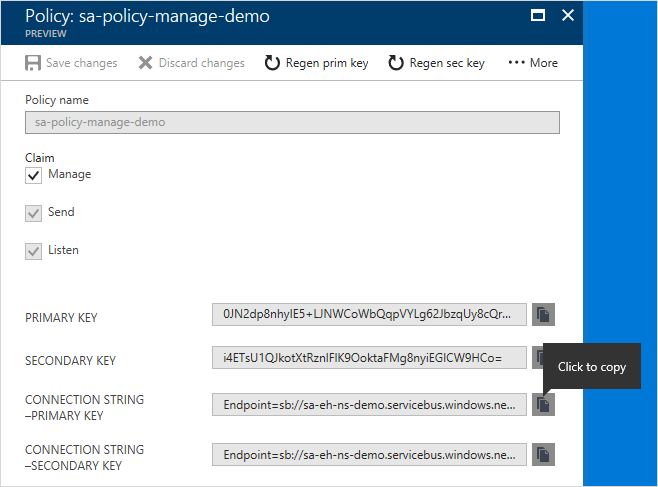 Policy: sa-policy-manage-demo
PREVIEW
Save changes Discard changes Regen prim key Regen sec key More
Policy name
sa-policy-manage-demo
Claim
Manage
Send
Listen
PRIMARY KEY 0JN2dp8nhyIE5+LJNWCoWbQqpVYLg62JbzqUy8cQr...
SECONDARY KEY i4ETsU1QJkotXtRznIFIK9OoktaFMg8nyiEGICW9HCo=
Click to copy
CONNECTION STRING
–PRIMARY KEY
Endpoint=sb://sa-eh-ns-demo.servicebus.windows.ne...
CONNECTION STRING
–SECONDARY KEY
Endpoint=sb://sa-eh-ns-demo.servicebus.windows.ne...